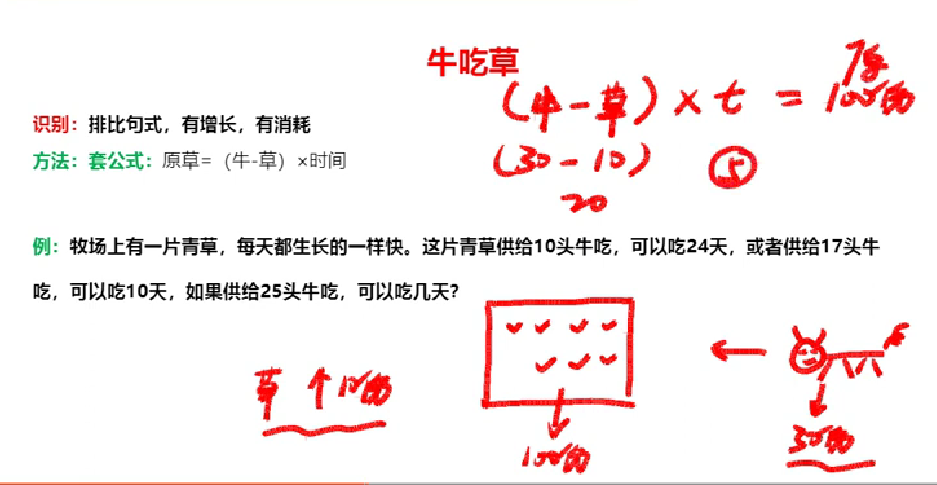 牛吃草
识别：排比句式，有增长，有消耗
方法：套公式：原草=（牛-草）×时间
(牛-草)×t=原100份
(30-10) ⑤
20
例：牧场上有一片青草，每天都生长的一样快。这片青草供给10头牛吃，可以吃24天，或者供给17头牛
吃，可以吃10天，如果供给25头牛吃，可以吃几天？
草↑10份
100份
30份